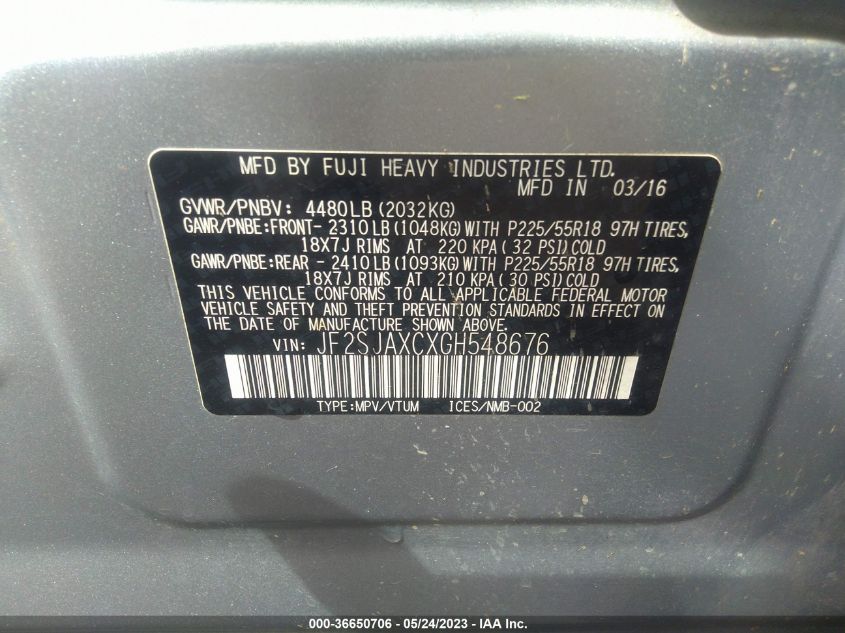 MFD BY FUJI HEAVY INDUSTRIES LTD.
MFD IN 03/16
GVWR/PNBV: 4480LB(2032KG)
GAWR/PNBE:FRONT- 2310LB(1048KG)WITH P225/55R18 97H TIRES,
18X7J RIMS AT 220 KPA(32 PSI)COLD
GAWR/PNBE:REAR - 2410LB(1093KG)WITH P225/55R18 97H TIRES,
18X7J RIMS AT 210 KPA(30 PSI)COLD
THIS VEHICLE CONFORMS TO ALL APPLICABLE FEDERAL MOTOR
VEHICLE SAFETY AND THEFT PREVENTION STANDARDS IN EFFECT ON
THE DATE OF MANUFACTURE SHOWN ABOVE.
VIN: JF2SJAXCXGH548676
TYPE:MPV/VTUM ICES/NMB-002
000-36650706 - 05/24/2023 - IAA Inc.